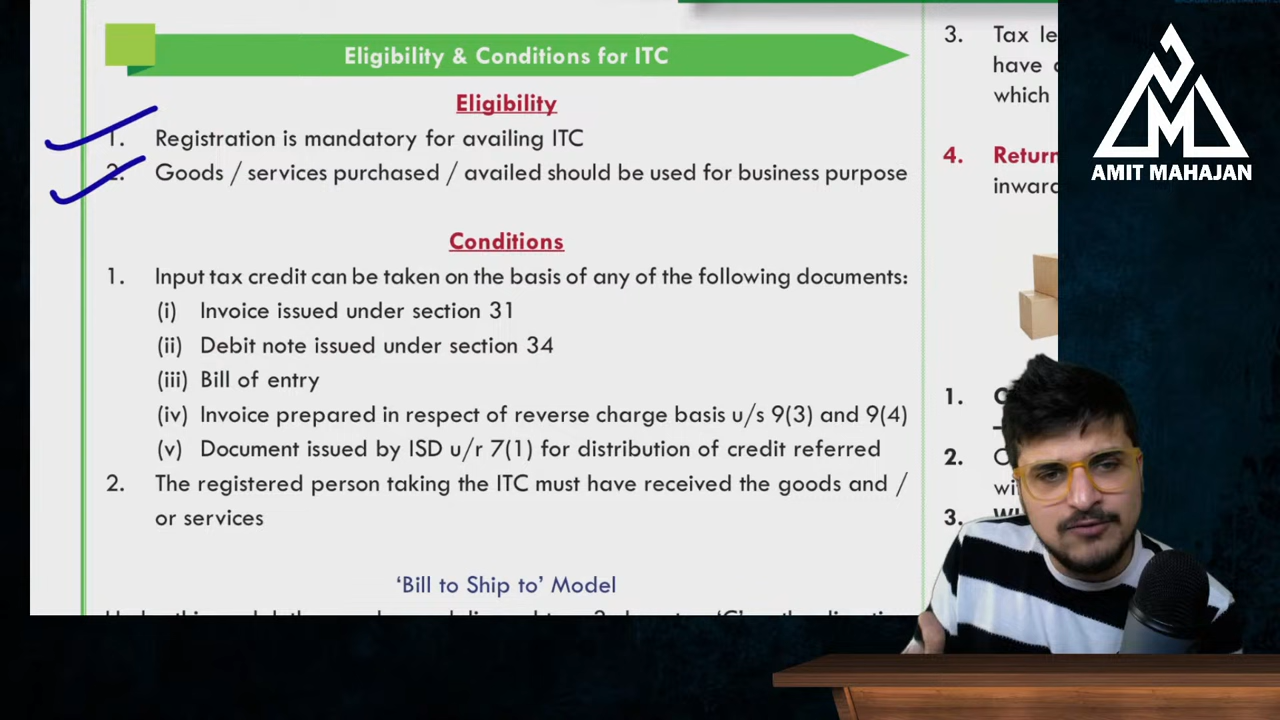 Eligibility & Conditions for ITC
Eligibility
1. Registration is mandatory for availing ITC
2. Goods / services purchased / availed should be used for business purpose
Conditions
1. Input tax credit can be taken on the basis of any of the following documents:
(i) Invoice issued under section 31
(ii) Debit note issued under section 34
(iii) Bill of entry
(iv) Invoice prepared in respect of reverse charge basis u/s 9(3) and 9(4)
(v) Document issued by ISD u/r 7(1) for distribution of credit referred
2. The registered person taking the ITC must have received the goods and /
or services
‘Bill to Ship to’ Model
3. Tax
have
which
4. Return
1.
2.
3.
AMIT MAHAJAN